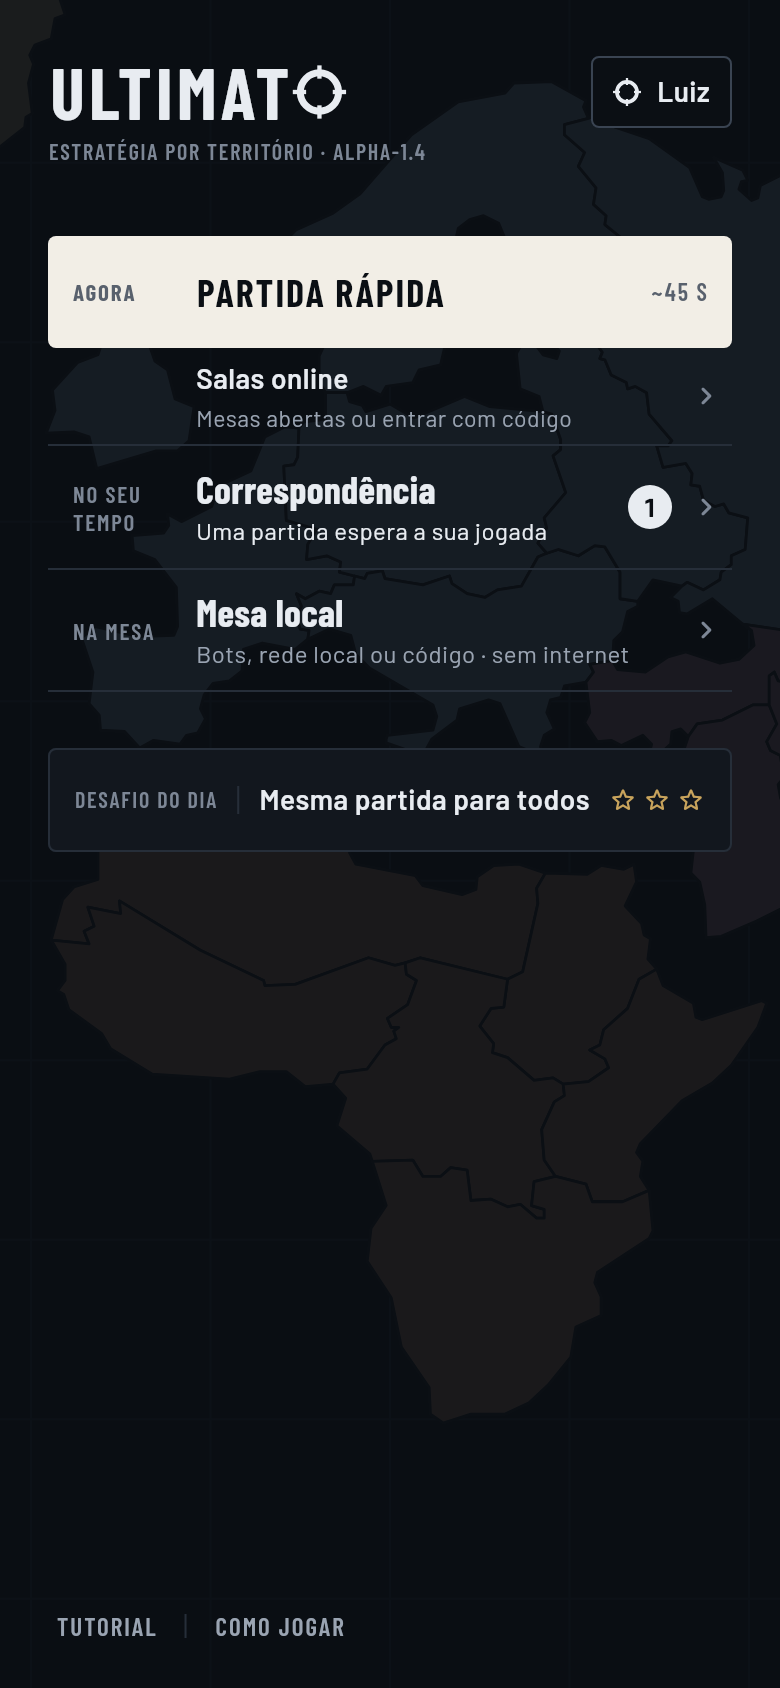 ULTIMATO
Luiz
ESTRATÉGIA POR TERRITÓRIO · ALPHA-1.4
AGORA
PARTIDA RÁPIDA
~45 S
Salas online
Mesas abertas ou entrar com código
NO SEU
TEMPO
Correspondência
Uma partida espera a sua jogada
1
NA MESA
Mesa local
Bots, rede local ou código · sem internet
DESAFIO DO DIA
Mesma partida para todos
TUTORIAL
COMO JOGAR